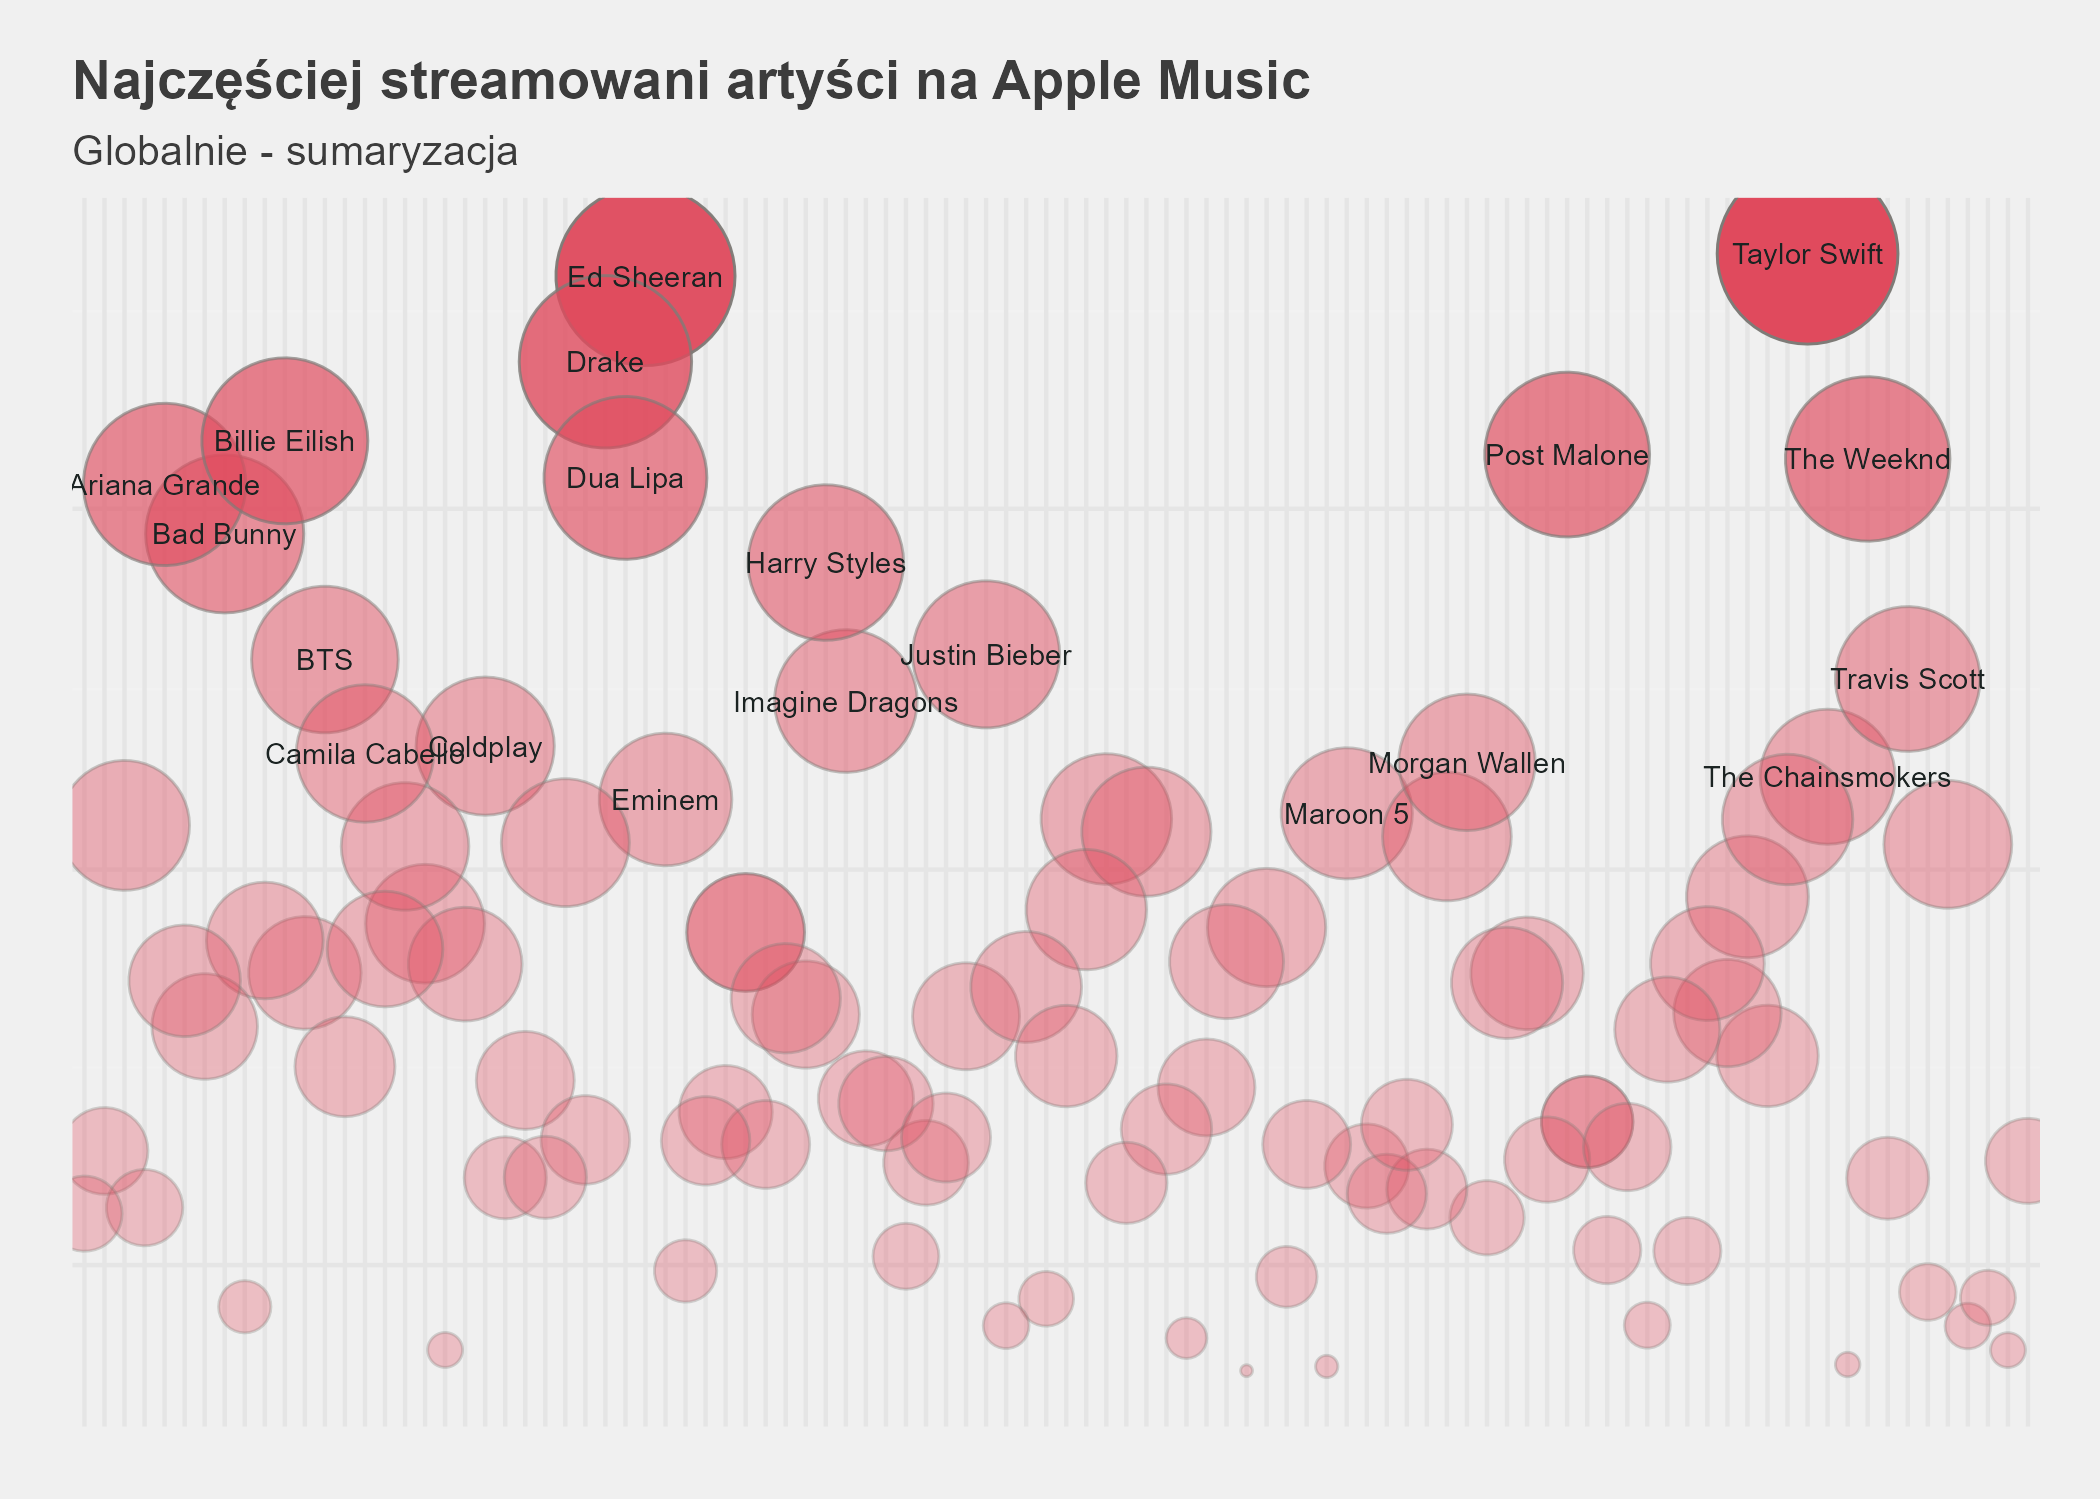 Najczęściej streamowani artyści na Apple Music
Globalnie - sumaryzacja
Ed Sheeran
Taylor Swift
Drake
Billie Eilish
Post Malone
The Weeknd
Dua Lipa
Ariana Grande
Bad Bunny
Harry Styles
Justin Bieber
BTS
Travis Scott
Imagine Dragons
Coldplay
Camila Cabello
Morgan Wallen
The Chainsmokers
Eminem
Maroon 5